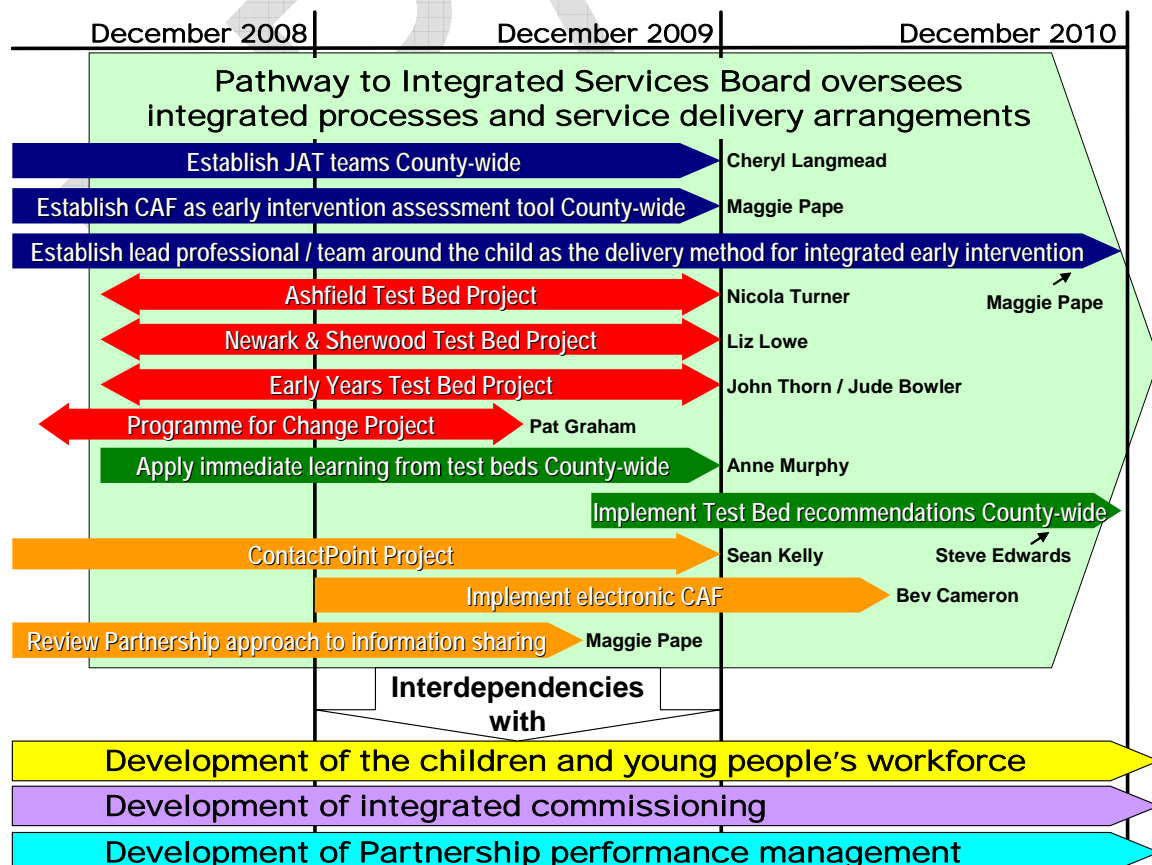 December 2008 December 2009 December 2010
Pathway to Integrated Services Board oversees
integrated processes and service delivery arrangements
Establish JAT teams County-wide Cheryl Langmead
Establish CAF as early intervention assessment tool County-wide Maggie Pape
Establish lead professional / team around the child as the delivery method for integrated early intervention
Maggie Pape
Ashfield Test Bed Project Nicola Turner
Newark & Sherwood Test Bed Project Liz Lowe
Early Years Test Bed Project John Thorn / Jude Bowler
Programme for Change Project Pat Graham
Apply immediate learning from test beds County-wide Anne Murphy
Implement Test Bed recommendations County-wide
Steve Edwards
ContactPoint Project Sean Kelly
Implement electronic CAF Bev Cameron
Review Partnership approach to information sharing Maggie Pape
Interdependencies
with
Development of the children and young people's workforce
Development of integrated commissioning
Development of Partnership performance management